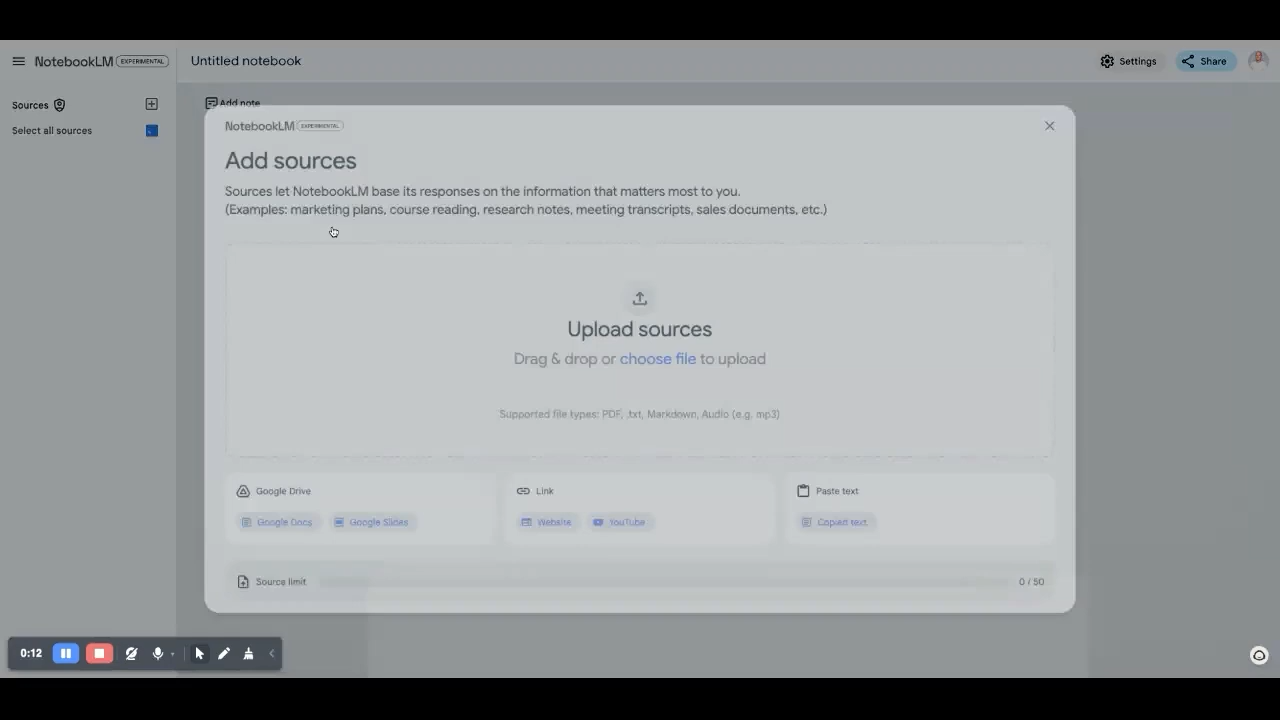 NotebookLM EXPERIMENTAL
Untitled notebook
Settings
Share
Sources
Select all sources
Add note
NotebookLM EXPERIMENTAL
Add sources
Sources let NotebookLM base its responses on the information that matters most to you.
(Examples: marketing plans, course reading, research notes, meeting transcripts, sales documents, etc.)
Upload sources
Drag & drop or choose file to upload
Supported file types: PDF, .txt, Markdown, Audio (e.g. mp3)
Google Drive
Google Docs
Google Slides
Link
Website
YouTube
Paste text
Copied text
Source limit
0 / 50
0:12